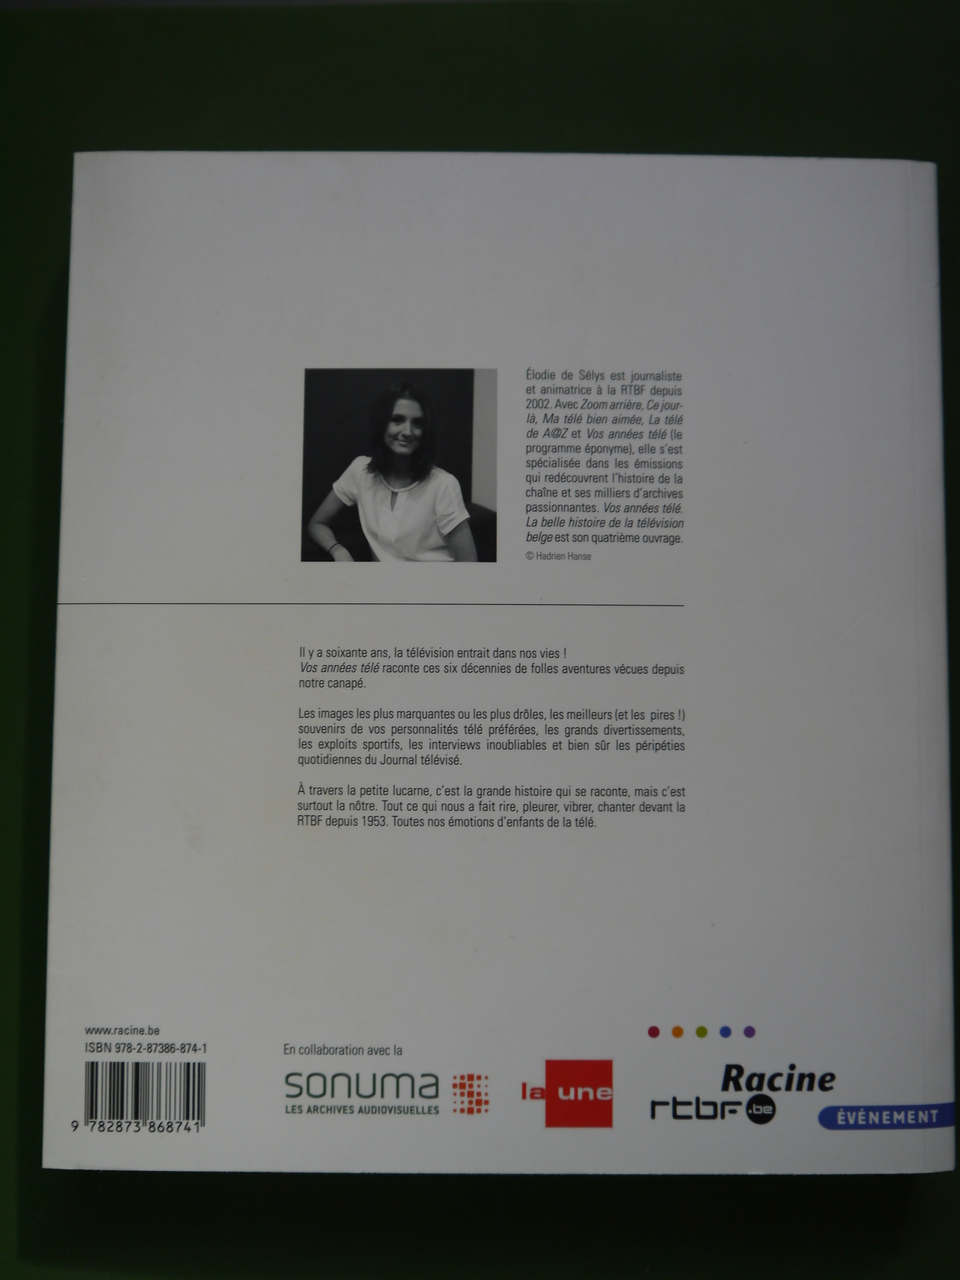 Élodie de Sélys est journaliste
et animatrice à la RTBF depuis
2002. Avec Zoom arrière, Ce jour-
là, Ma télé bien aimée, La télé
de A@Z et Vos années télé (le
programme éponyme), elle s'est
spécialisée dans les émissions
qui redécouvrent l'histoire de la
chaîne et ses milliers d'archives
passionnantes. Vos années télé.
La belle histoire de la télévision
belge est son quatrième ouvrage.
© Hadrien Hanse
Il y a soixante ans, la télévision entrait dans nos vies !
Vos années télé raconte ces six décennies de folles aventures vécues depuis
notre canapé.
Les images les plus marquantes ou les plus drôles, les meilleurs (et les pires !)
souvenirs de vos personnalités télé préférées, les grands divertissements,
les exploits sportifs, les interviews inoubliables et bien sûr les péripéties
quotidiennes du Journal télévisé.
À travers la petite lucarne, c'est la grande histoire qui se raconte, mais c'est
surtout la nôtre. Tout ce qui nous a fait rire, pleurer, vibrer, chanter devant la
RTBF depuis 1953. Toutes nos émotions d'enfants de la télé.
www.racine.be
ISBN 978-2-87386-874-1
9 782873 868741
En collaboration avec la
sonuma
LES ARCHIVES AUDIOVISUELLES
la une
Racine
rtbf.be
ÉVÉNEMENT